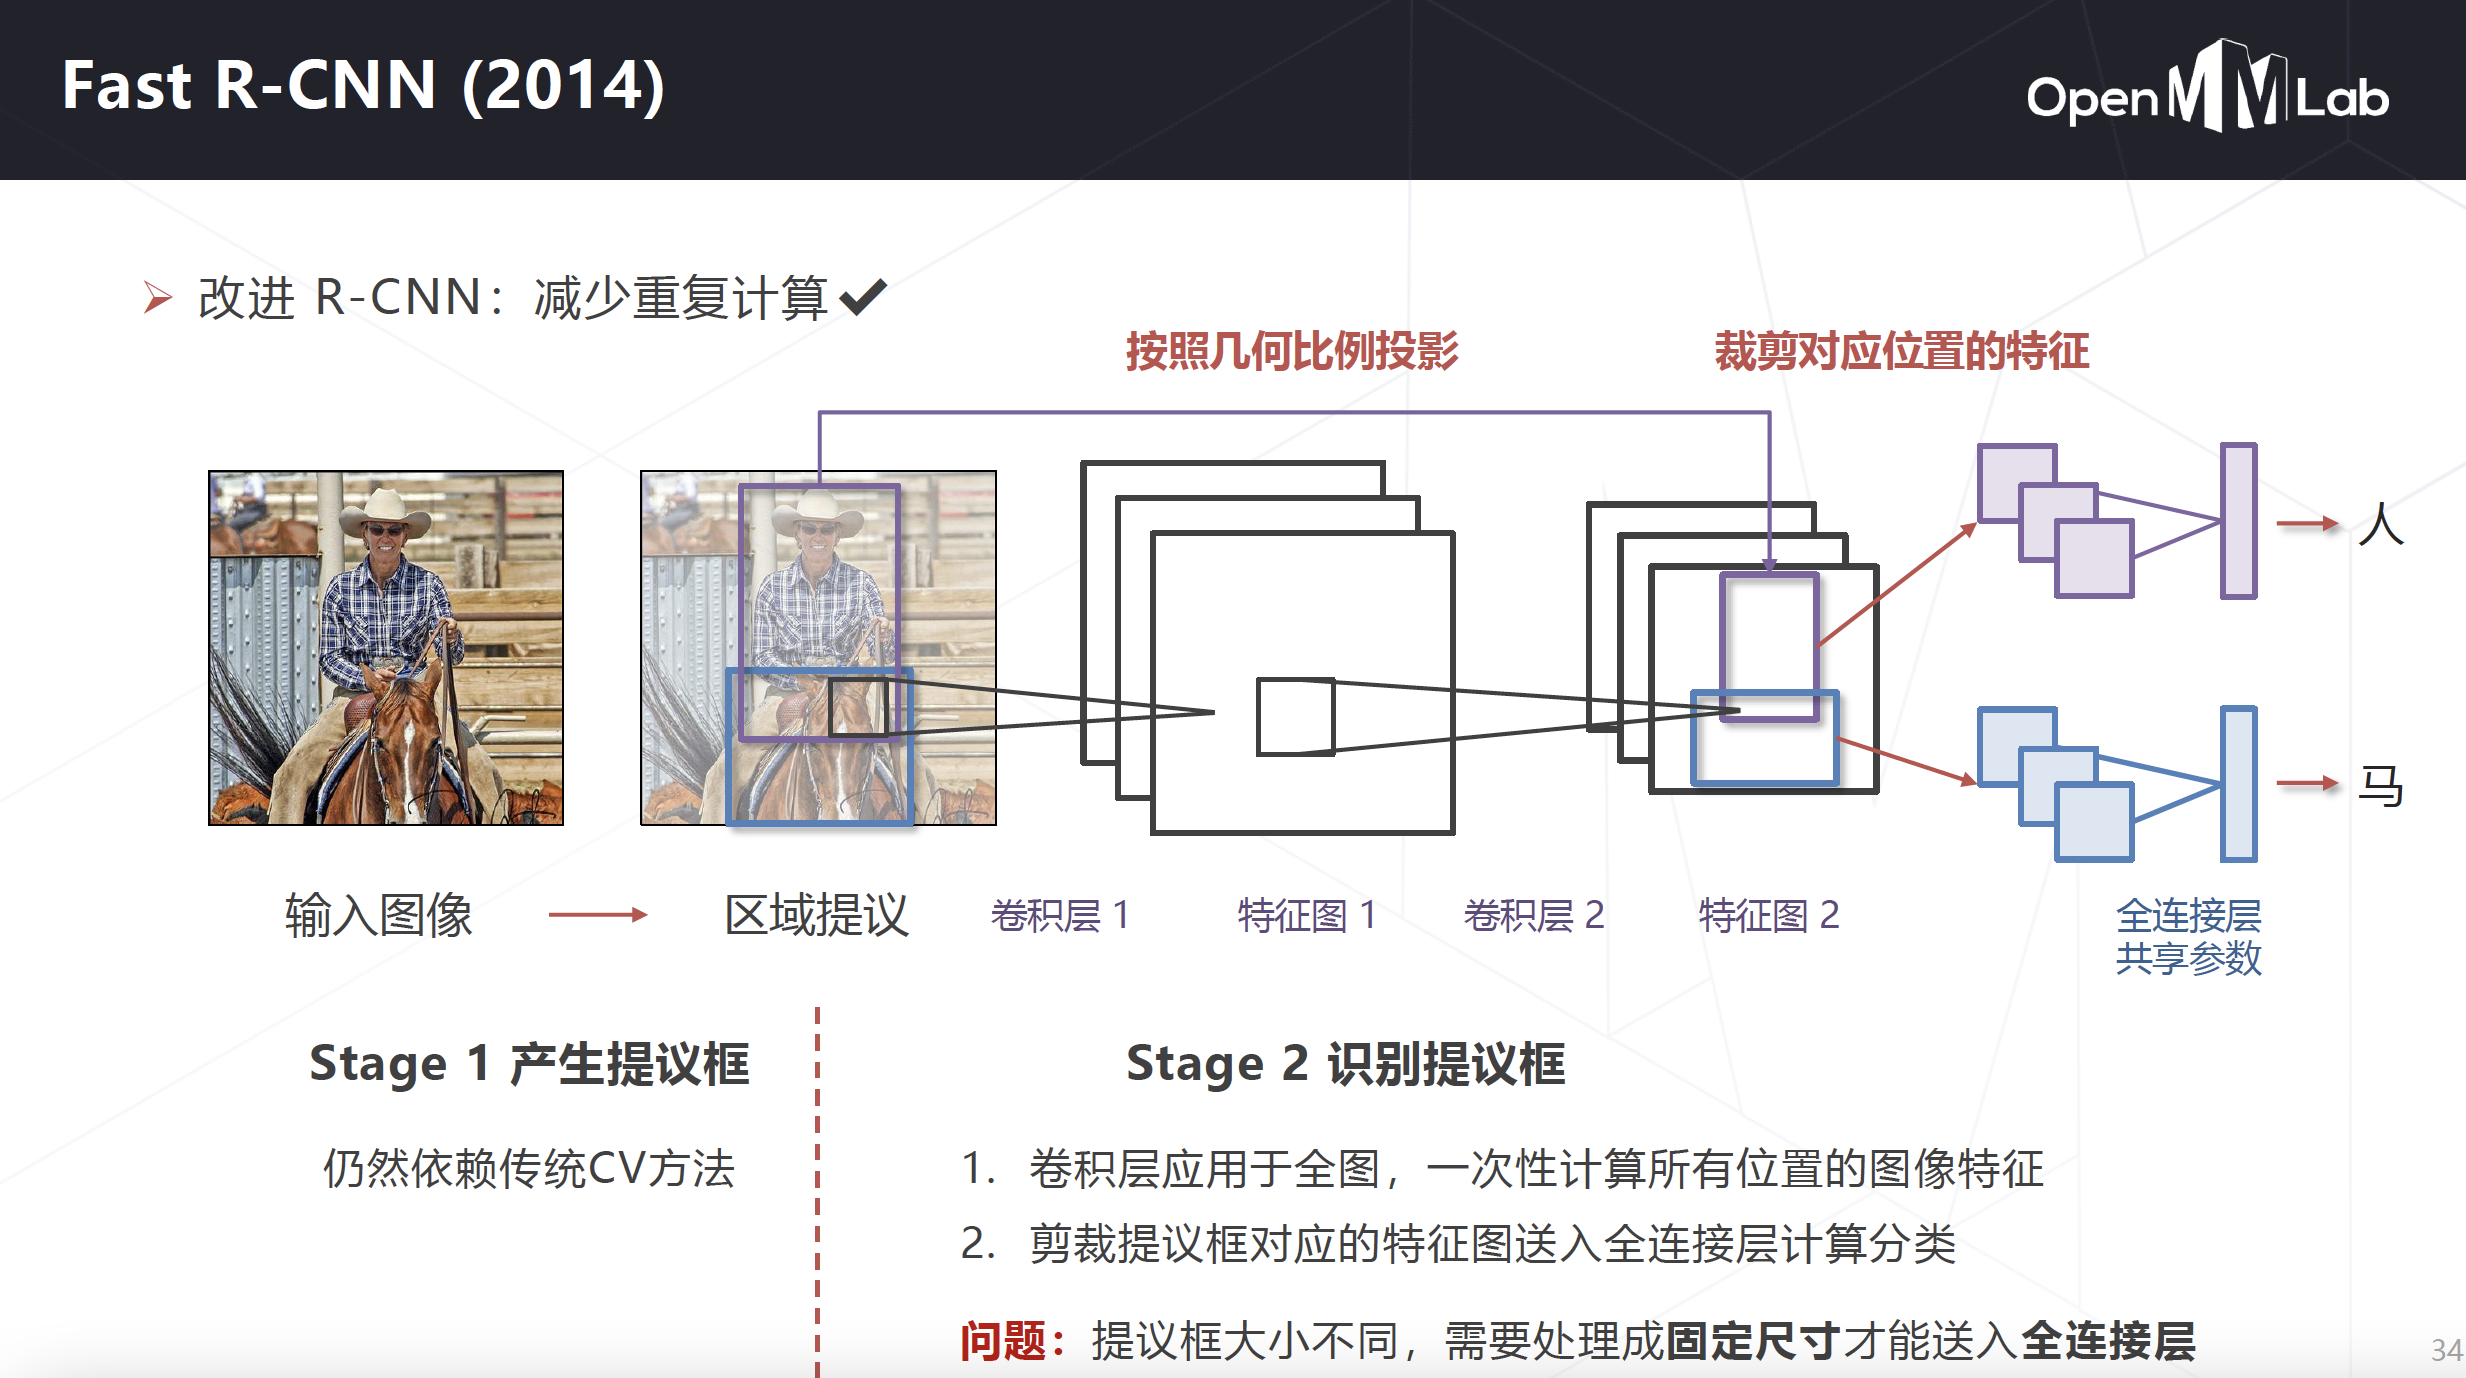 Fast R-CNN (2014)
Open MM Lab
改进 R-CNN：减少重复计算✔
按照几何比例投影
裁剪对应位置的特征
人
马
输入图像
区域提议
卷积层 1
特征图 1
卷积层 2
特征图 2
全连接层
共享参数
Stage 1 产生提议框
仍然依赖传统CV方法
Stage 2 识别提议框
1. 卷积层应用于全图，一次性计算所有位置的图像特征
2. 剪裁提议框对应的特征图送入全连接层计算分类
问题：提议框大小不同，需要处理成固定尺寸才能送入全连接层
34